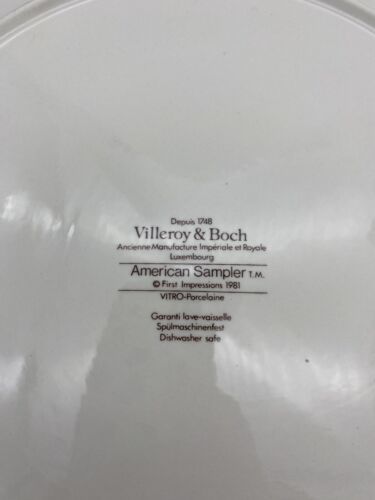 Depuis 1748
Villeroy & Boch
Ancienne Manufacture Impériale et Royale
Luxembourg
American Sampler T.M.
© First Impressions 1981
VITRO-Porcelaine
Garanti lave-vaisselle
Spülmaschinenfest
Dishwasher safe